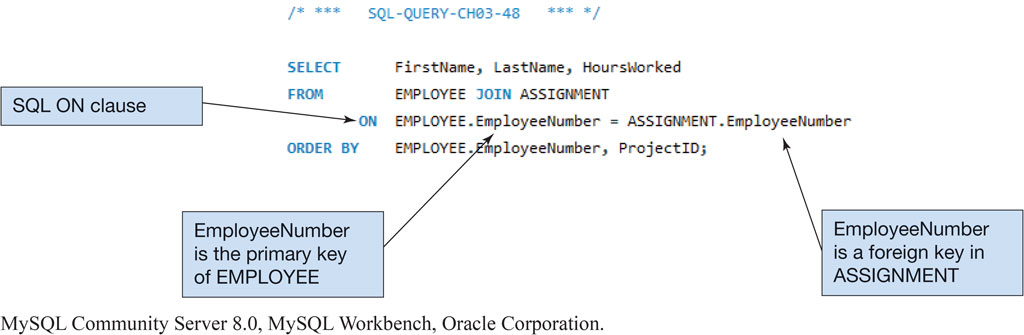 /* *** SQL-QUERY-CH03-48 *** */
SELECT FirstName, LastName, HoursWorked
FROM EMPLOYEE JOIN ASSIGNMENT
SQL ON clause
ON EMPLOYEE.EmployeeNumber = ASSIGNMENT.EmployeeNumber
ORDER BY EMPLOYEE.EmployeeNumber, ProjectID;
EmployeeNumber
is the primary key
of EMPLOYEE
EmployeeNumber
is a foreign key in
ASSIGNMENT
MySQL Community Server 8.0, MySQL Workbench, Oracle Corporation.